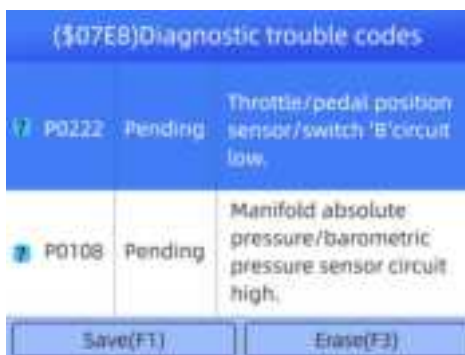 ($07E8)Diagnostic trouble codes
P0222 Pending Throttle/pedal position
sensor/switch 'B'circuit
low.
P0108 Pending Manifold absolute
pressure/barometric
pressure sensor circuit
high.
Save(F1) Erase(F3)